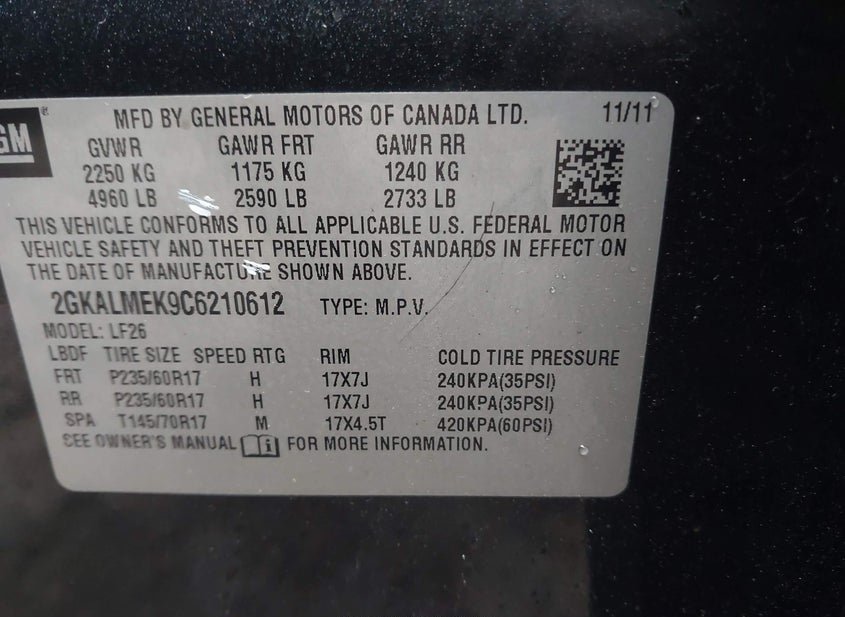 GM ®
MFD BY GENERAL MOTORS OF CANADA LTD. 11/11
GVWR GAWR FRT GAWR RR
2250 KG 1175 KG 1240 KG
4960 LB 2590 LB 2733 LB
THIS VEHICLE CONFORMS TO ALL APPLICABLE U.S. FEDERAL MOTOR
VEHICLE SAFETY AND THEFT PREVENTION STANDARDS IN EFFECT ON
THE DATE OF MANUFACTURE SHOWN ABOVE.
2GKALMEK9C6210612 TYPE: M.P.V.
MODEL: LF26
LBDF TIRE SIZE SPEED RTG RIM COLD TIRE PRESSURE
FRT P235/60R17 H 17X7J 240KPA(35PSI)
RR P235/60R17 H 17X7J 240KPA(35PSI)
SPA T145/70R17 M 17X4.5T 420KPA(60PSI)
SEE OWNER'S MANUAL FOR MORE INFORMATION.